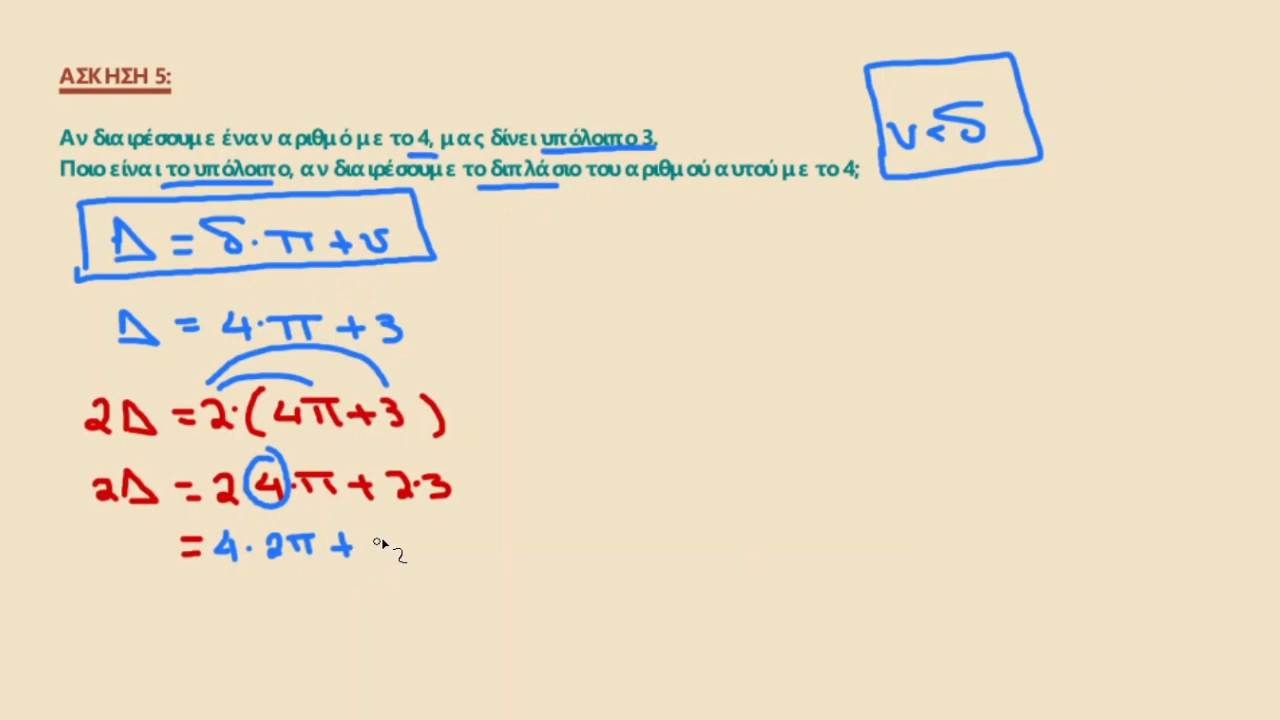 ΑΣΚΗΣΗ 5:
Αν διαιρέσουμε έναν αριθμό με το 4, μας δίνει υπόλοιπο 3.
Ποιο είναι το υπόλοιπο, αν διαιρέσουμε το διπλάσιο του αριθμού αυτού με το 4;
υ<δ
Δ = δ·π+υ
Δ = 4·π+3
2Δ = 2·(4π+3)
2Δ = 2 4·π + 2·3
= 4·2π +